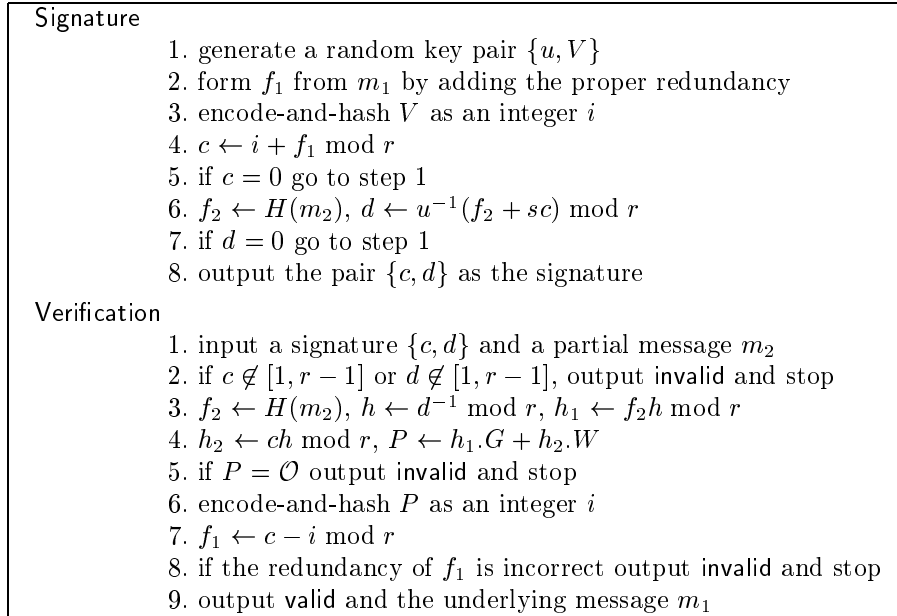 Signature
1. generate a random key pair {u, V}
2. form f₁ from m₁ by adding the proper redundancy
3. encode-and-hash V as an integer i
4. c ← i + f₁ mod r
5. if c = 0 go to step 1
6. f₂ ← H(m₂), d ← u⁻¹(f₂ + sc) mod r
7. if d = 0 go to step 1
8. output the pair {c, d} as the signature
Verification
1. input a signature {c, d} and a partial message m₂
2. if c ∉ [1, r − 1] or d ∉ [1, r − 1], output invalid and stop
3. f₂ ← H(m₂), h ← d⁻¹ mod r, h₁ ← f₂h mod r
4. h₂ ← ch mod r, P ← h₁.G + h₂.W
5. if P = 𝒪 output invalid and stop
6. encode-and-hash P as an integer i
7. f₁ ← c − i mod r
8. if the redundancy of f₁ is incorrect output invalid and stop
9. output valid and the underlying message m₁